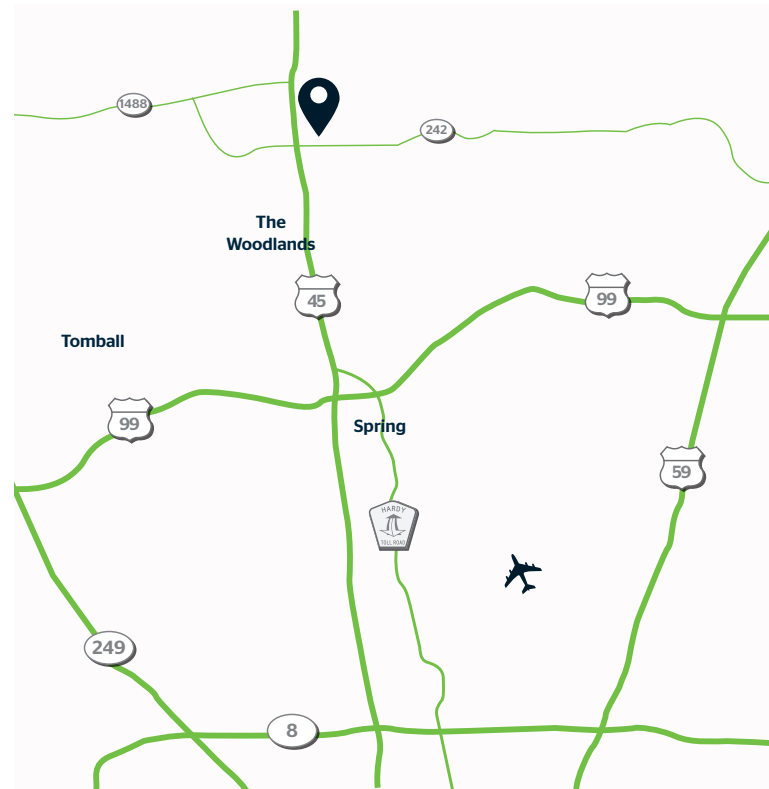 1488
242
The
Woodlands
45
99
Tomball
99
Spring
59
HARDY
TOLL ROAD
249
8